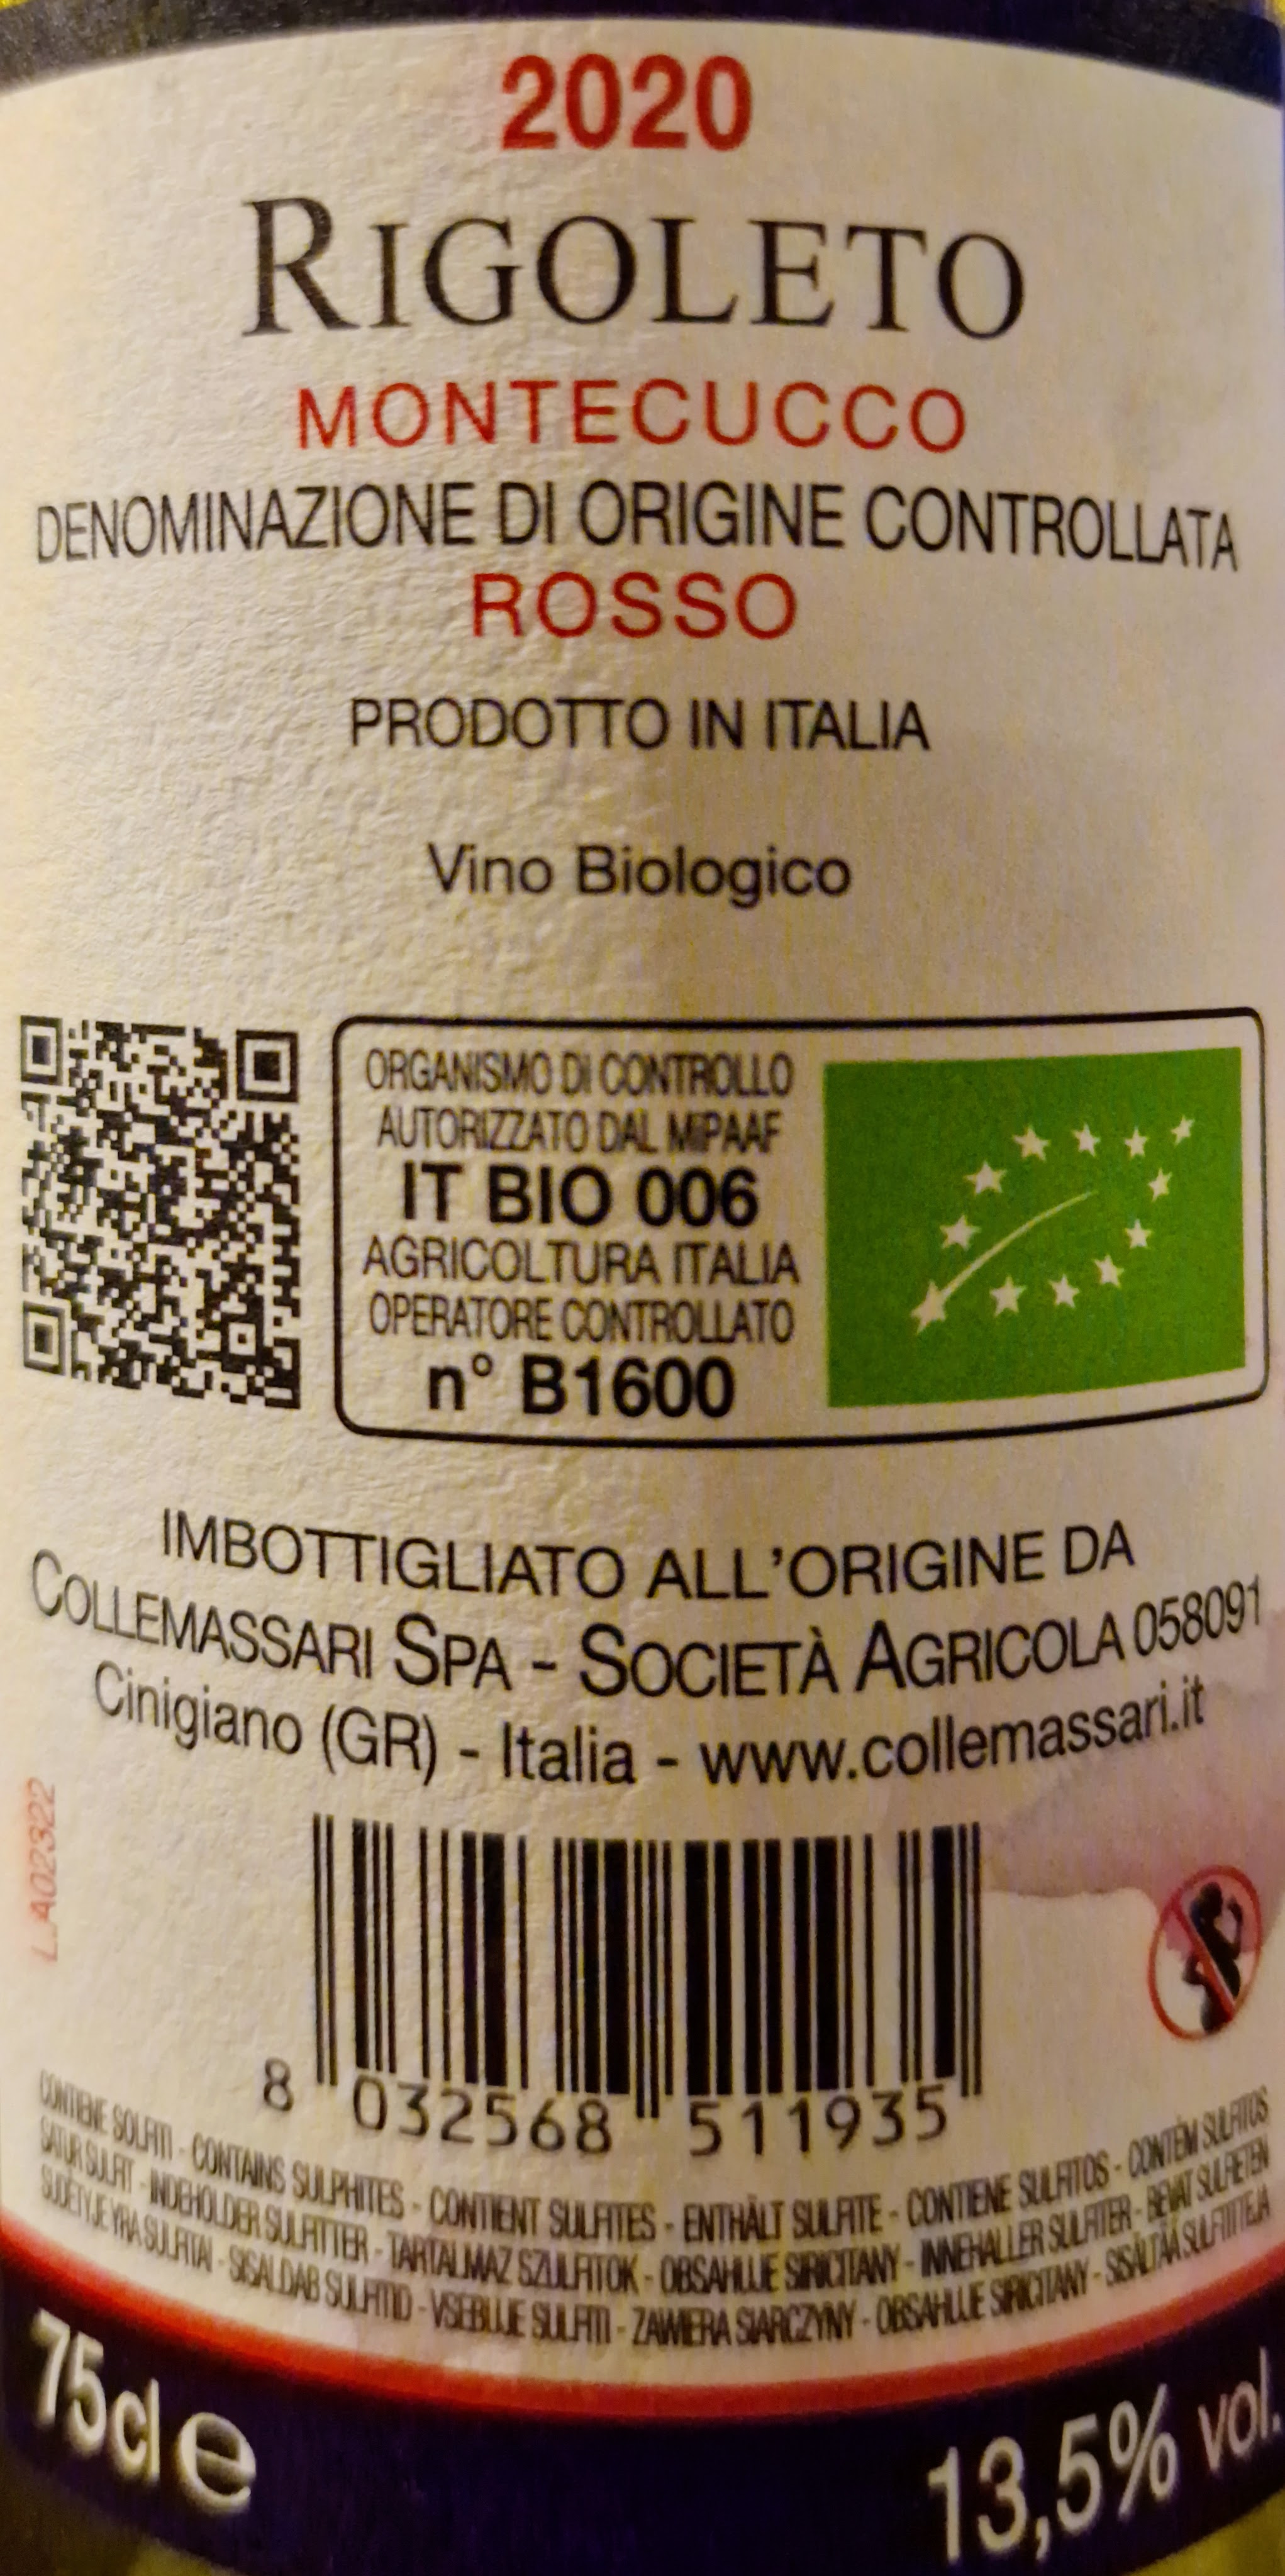 2020
RIGOLETO
MONTECUCCO
DENOMINAZIONE DI ORIGINE CONTROLLATA
ROSSO
PRODOTTO IN ITALIA
Vino Biologico
ORGANISMO DI CONTROLLO
AUTORIZZATO DAL MIPAAF
IT BIO 006
AGRICOLTURA ITALIA
OPERATORE CONTROLLATO
n° B1600
IMBOTTIGLIATO ALL'ORIGINE DA
COLLEMASSARI SPA - SOCIETÀ AGRICOLA 058091
Cinigiano (GR) - Italia - www.collemassari.it
L.A02322
8 032568 511935
CONTIENE SOLFITI - CONTAINS SULPHITES - CONTIENT SULFITES - ENTHÄLT SULFITE - CONTIENE SULFITOS - CONTÉM SULFITOS
SATUR SULFIT - INDEHOLDER SULFITTER - TARTALMAZ SZULFITOK - OBSAHUJE SIRICITANY - INNEHALLER SULFITER - BEVAT SULFIETEN
SUDETYJE YRA SULFITAI - SISALDAB SULFITID - VSEBUJE SULFITI - ZAWIERA SIARCZYNY - OBSAHUJE SIRICITANY - SISÄLTÄÄ SULFIITTEJA
75cl e
13,5% vol.